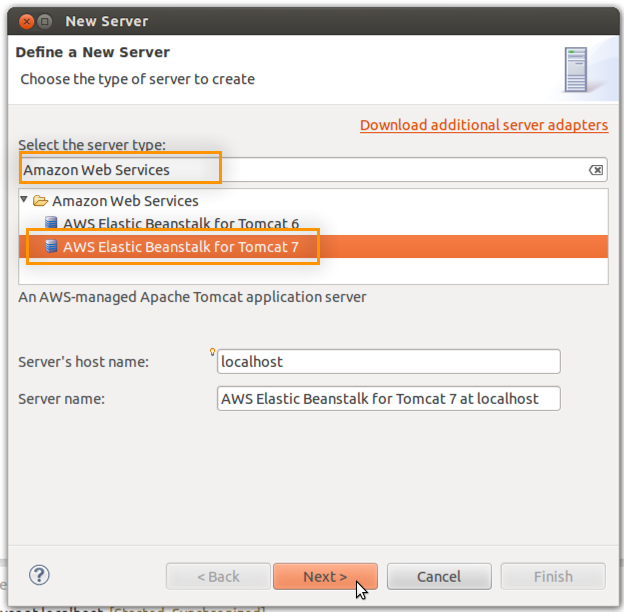 New Server
Define a New Server
Choose the type of server to create
Download additional server adapters
Select the server type:
Amazon Web Services
Amazon Web Services
AWS Elastic Beanstalk for Tomcat 6
AWS Elastic Beanstalk for Tomcat 7
An AWS-managed Apache Tomcat application server
Server's host name: localhost
Server name: AWS Elastic Beanstalk for Tomcat 7 at localhost
? < Back Next > Cancel Finish